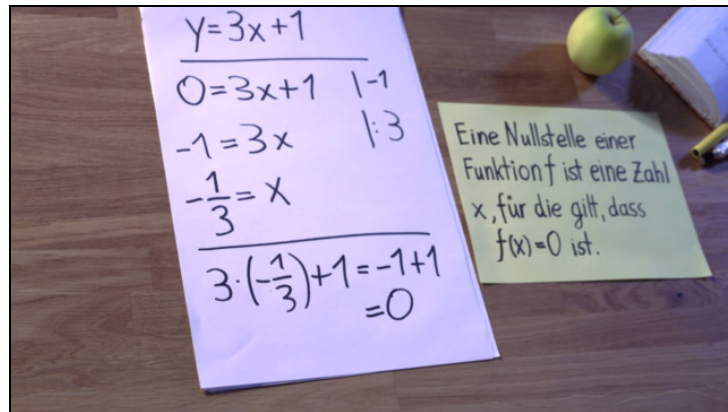 y=3x+1
0=3x+1 |-1
-1=3x |:3
-1/3=x
3·(-1/3)+1=-1+1
=0
Eine Nullstelle einer
Funktion f ist eine Zahl
x, für die gilt, dass
f(x)=0 ist.